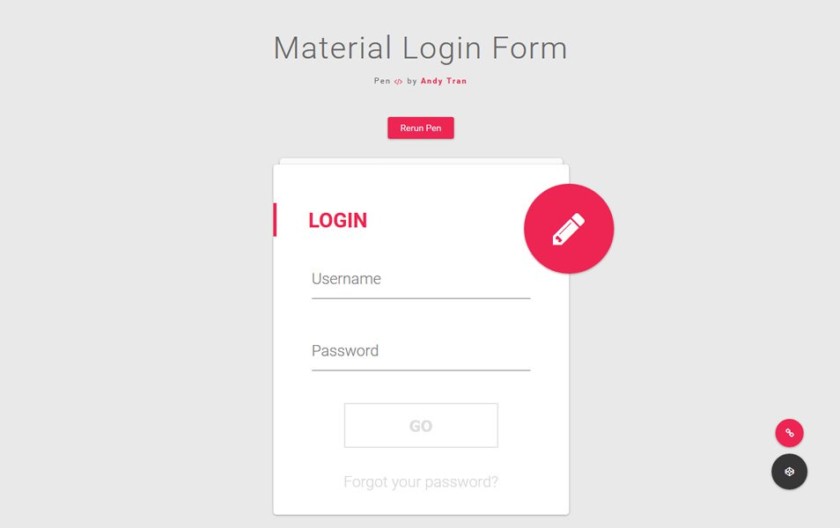 Material Login Form
Pen </> by Andy Tran
Rerun Pen
LOGIN
Username
Password
GO
Forgot your password?